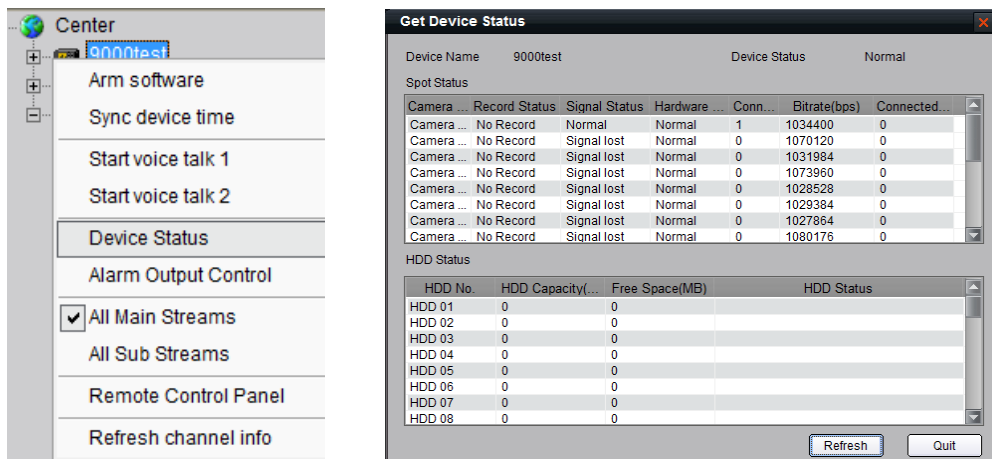 Center
9000test
Arm software
Sync device time
Start voice talk 1
Start voice talk 2
Device Status
Alarm Output Control
All Main Streams
All Sub Streams
Remote Control Panel
Refresh channel info
Get Device Status
Device Name 9000test Device Status Normal
Spot Status
Camera ... Record Status Signal Status Hardware ... Conn... Bitrate(bps) Connected...
Camera ... No Record Normal Normal 1 1034400 0
Camera ... No Record Signal lost Normal 0 1070120 0
Camera ... No Record Signal lost Normal 0 1031984 0
Camera ... No Record Signal lost Normal 0 1073960 0
Camera ... No Record Signal lost Normal 0 1028528 0
Camera ... No Record Signal lost Normal 0 1029384 0
Camera ... No Record Signal lost Normal 0 1027864 0
Camera ... No Record Signal lost Normal 0 1080176 0
HDD Status
HDD No. HDD Capacity(... Free Space(MB) HDD Status
HDD 01 0 0
HDD 02 0 0
HDD 03 0 0
HDD 04 0 0
HDD 05 0 0
HDD 06 0 0
HDD 07 0 0
HDD 08 0 0
Refresh Quit